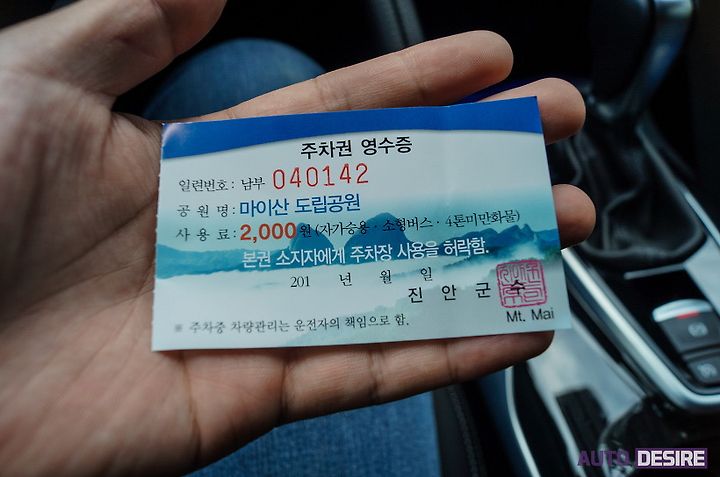 주차권 영수증
일련번호 : 남부 040142
공 원 명 : 마이산 도립공원
사 용 료 : 2,000원 (자가승용 · 소형버스 · 4톤미만화물)
본권 소지자에게 주차장 사용을 허락함.
201 년 월 일
진 안 군 수
Mt. Mai
※ 주차중 차량관리는 운전자의 책임으로 함.
AUTO DESIRE